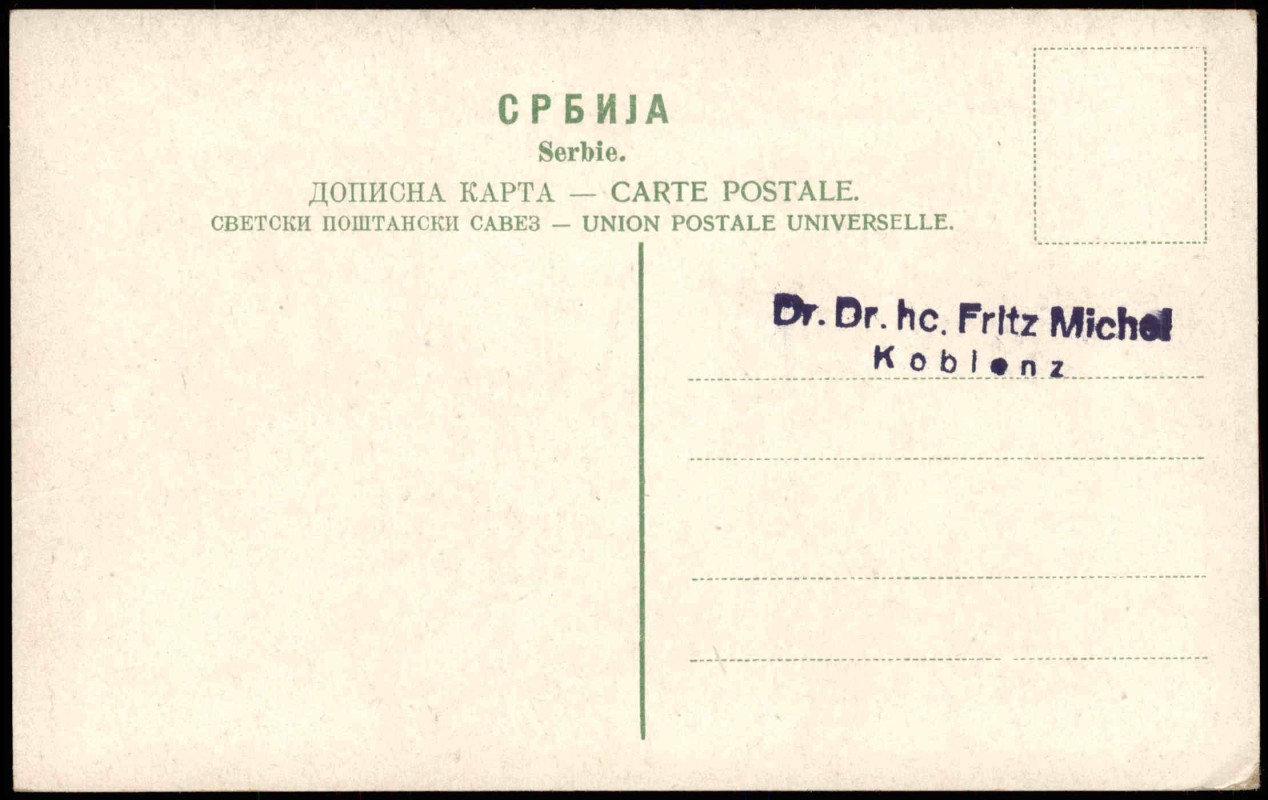 СРБИЈА
Serbie.
ДОПИСНА КАРТА — CARTE POSTALE.
СВЕТСКИ ПОШТАНСКИ САВЕЗ — UNION POSTALE UNIVERSELLE.
Dr. Dr. hc. Fritz Michel
Koblenz